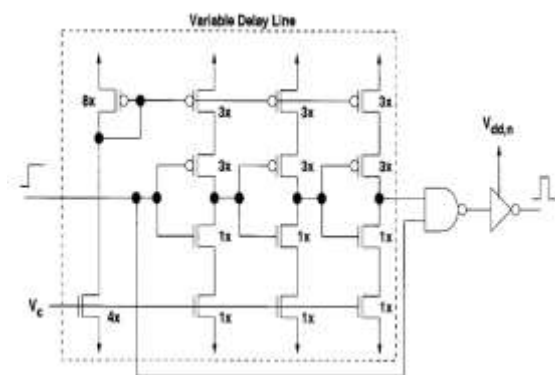 Variable Delay Line
8x
3x
3x
3x
3x
3x
3x
V_dd,n
1x
1x
1x
V_c
4x
1x
1x
1x